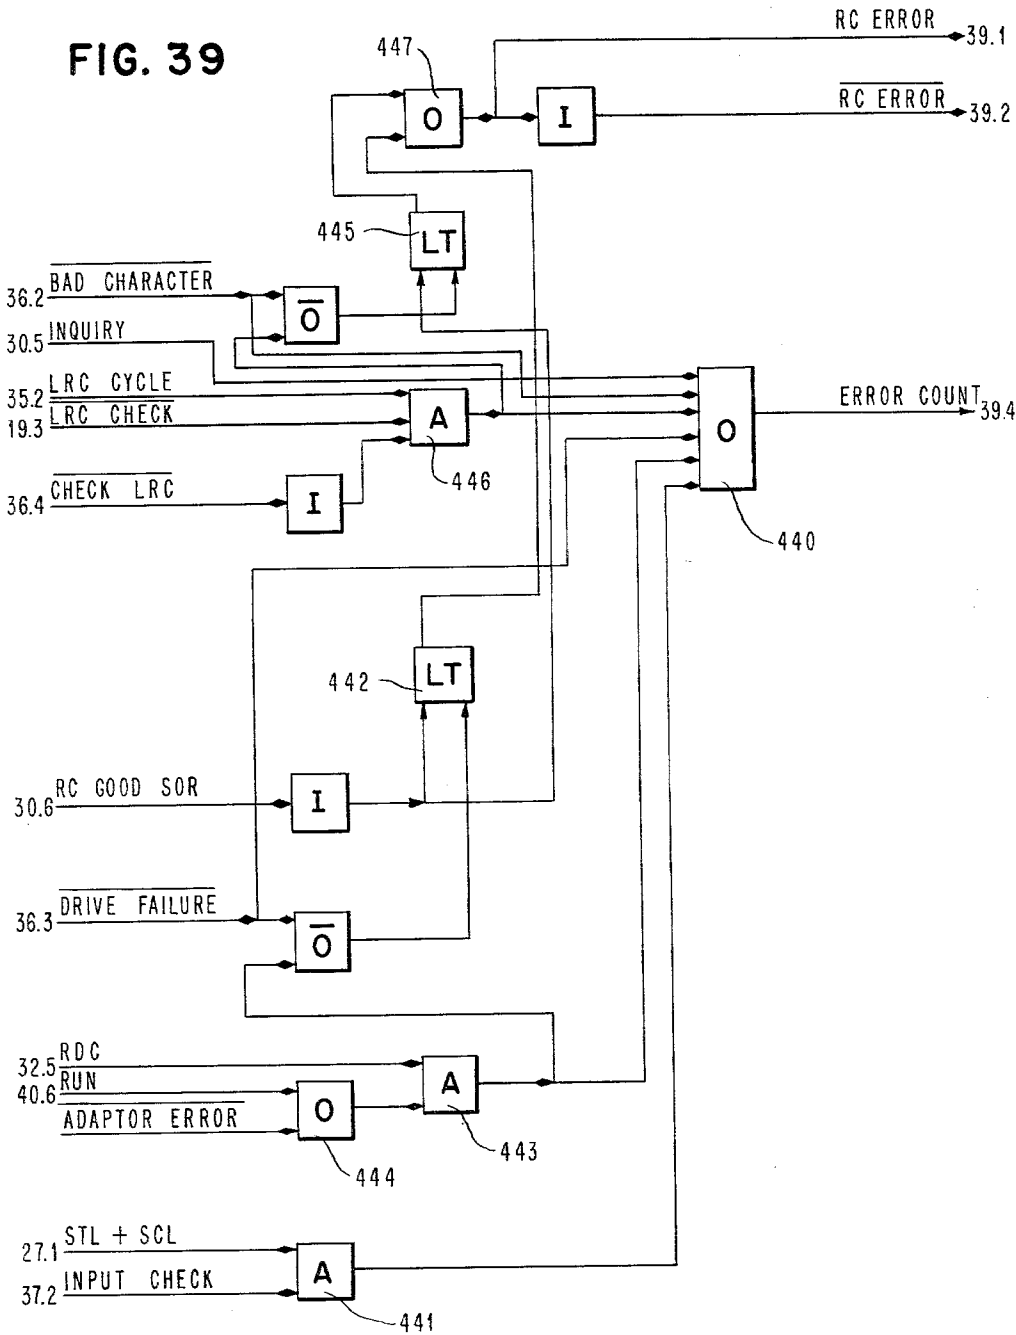 FIG. 39
RC ERROR
39.1
447
O
I
RC ERROR
39.2
445
LT
36.2 BAD CHARACTER
O
30.5 INQUIRY
35.2 LRC CYCLE
19.3 LRC CHECK
A
446
O
ERROR COUNT 39.4
36.4 CHECK LRC
I
440
442
LT
30.6 RC GOOD SOR
I
36.3 DRIVE FAILURE
O
32.5 RDC
40.6 RUN
ADAPTOR ERROR
O
444
A
443
27.1 STL + SCL
37.2 INPUT CHECK
A
441